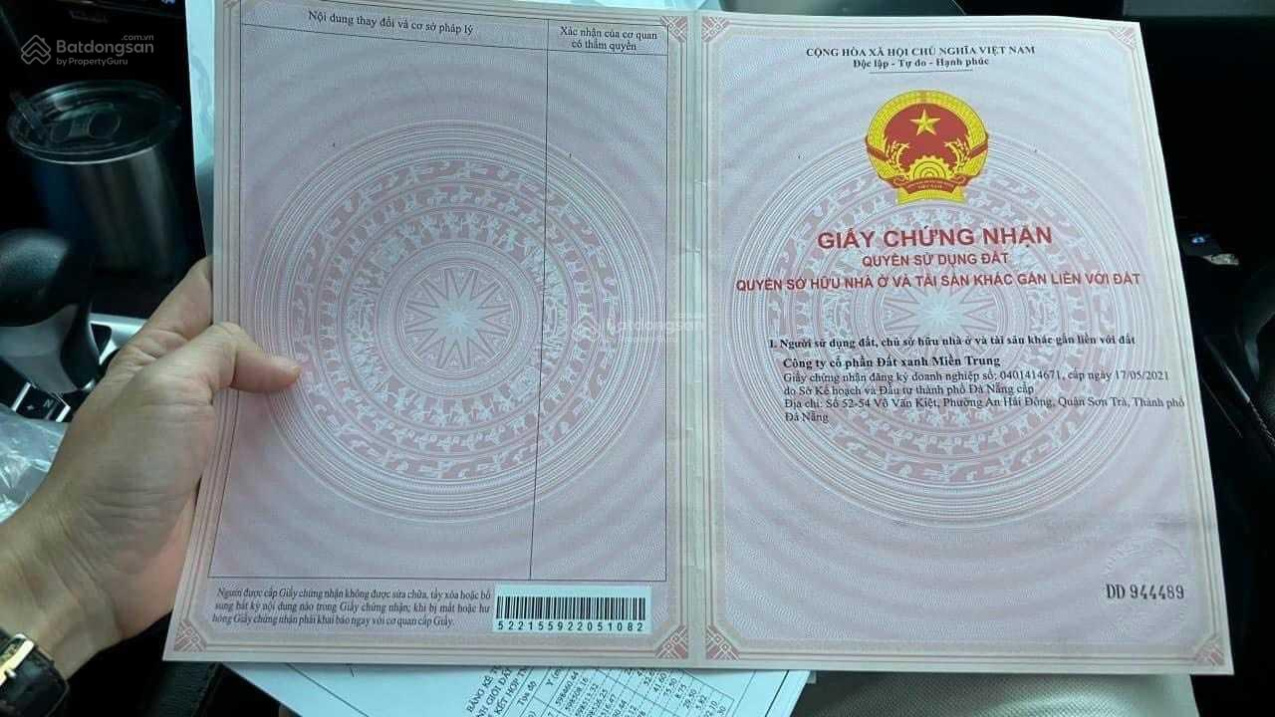 Batdongsan
.com.vn
by PropertyGuru
Nội dung thay đổi và cơ sở pháp lý
Xác nhận của cơ quan
có thẩm quyền
Người được cấp Giấy chứng nhận không được sửa chữa, tẩy xóa hoặc bổ
sung bất kỳ nội dung nào trong Giấy chứng nhận; khi bị mất hoặc hư
hỏng Giấy chứng nhận phải khai báo ngay với cơ quan cấp Giấy.
522155922051082
CỘNG HÒA XÃ HỘI CHỦ NGHĨA VIỆT NAM
Độc lập - Tự do - Hạnh phúc
GIẤY CHỨNG NHẬN
QUYỀN SỬ DỤNG ĐẤT
QUYỀN SỞ HỮU NHÀ Ở VÀ TÀI SẢN KHÁC GẮN LIỀN VỚI ĐẤT
Batdongsan
I. Người sử dụng đất, chủ sở hữu nhà ở và tài sản khác gắn liền với đất
Công ty cổ phần Đất xanh Miền Trung
Giấy chứng nhận đăng ký doanh nghiệp số: 0401414671, cấp ngày 17/05/2021
do Sở Kế hoạch và Đầu tư thành phố Đà Nẵng cấp
Địa chỉ: Số 52-54 Võ Văn Kiệt, Phường An Hải Đông, Quận Sơn Trà, Thành phố
Đà Nẵng
DD 944489
BẢNG KÊ